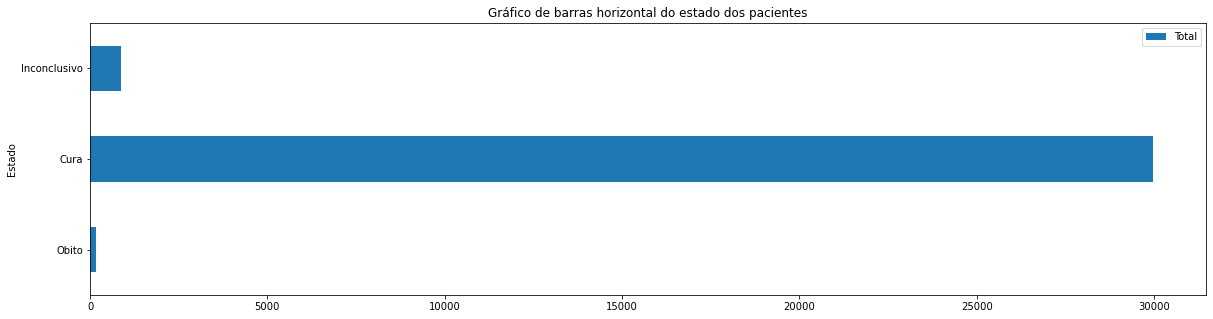 Gráfico de barras horizontal do estado dos pacientes
Total
Inconclusivo
Cura
Obito
Estado
0 5000 10000 15000 20000 25000 30000